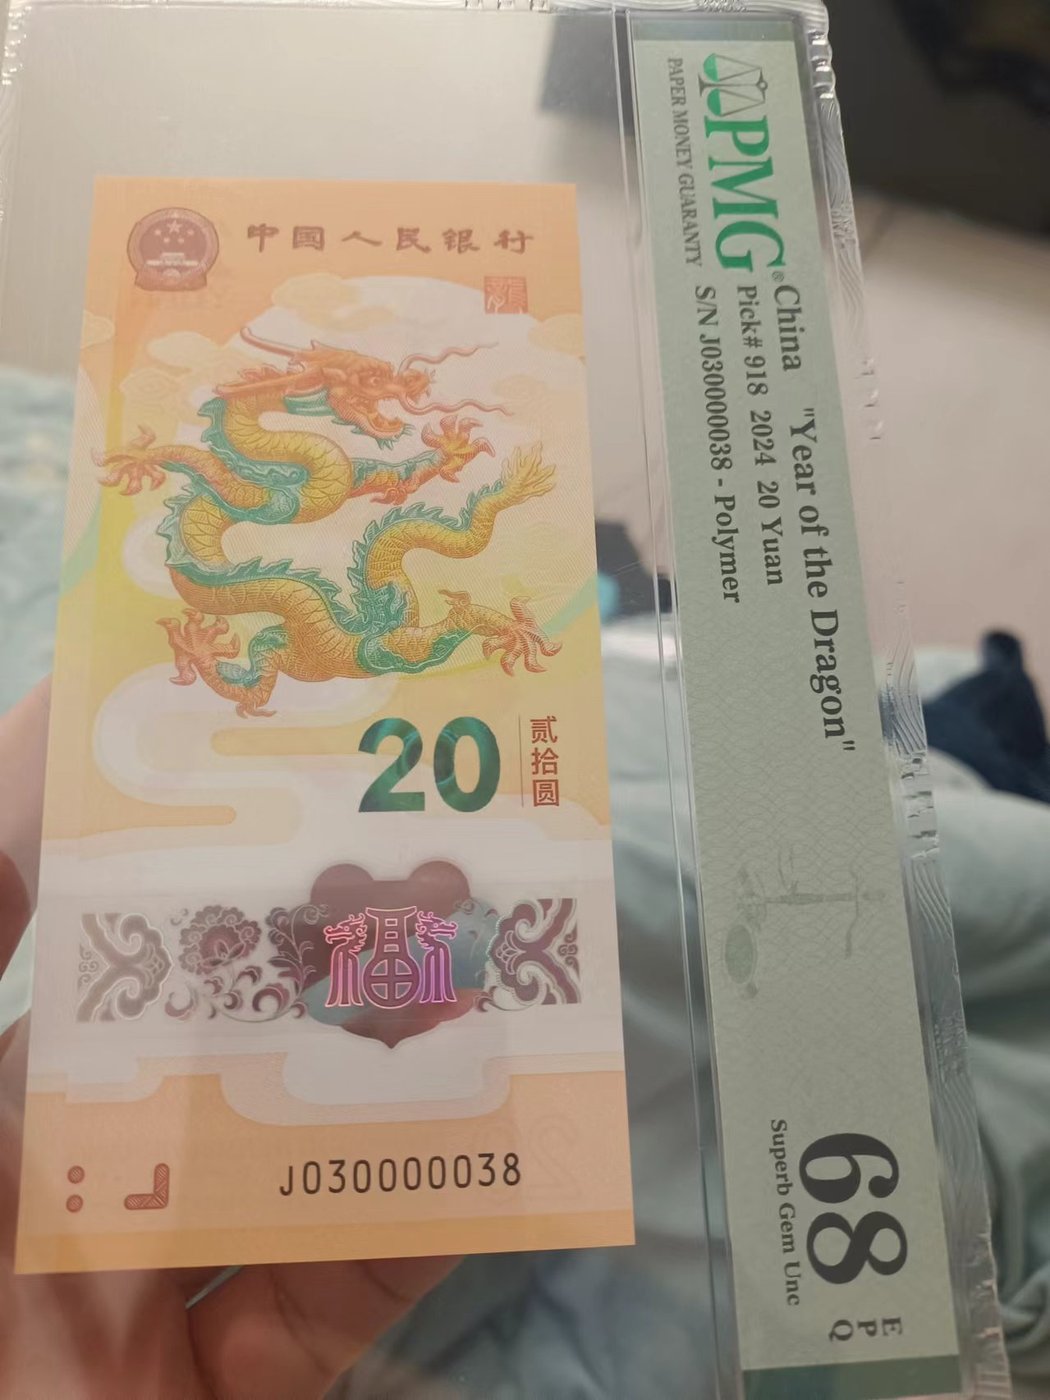 中国人民银行
20
贰拾圆
福
J030000038
PMG®
PAPER MONEY GUARANTY
China "Year of the Dragon"
Pick# 918 2024 20 Yuan
S/N J030000038 - Polymer
68
EPQ
Superb Gem Unc